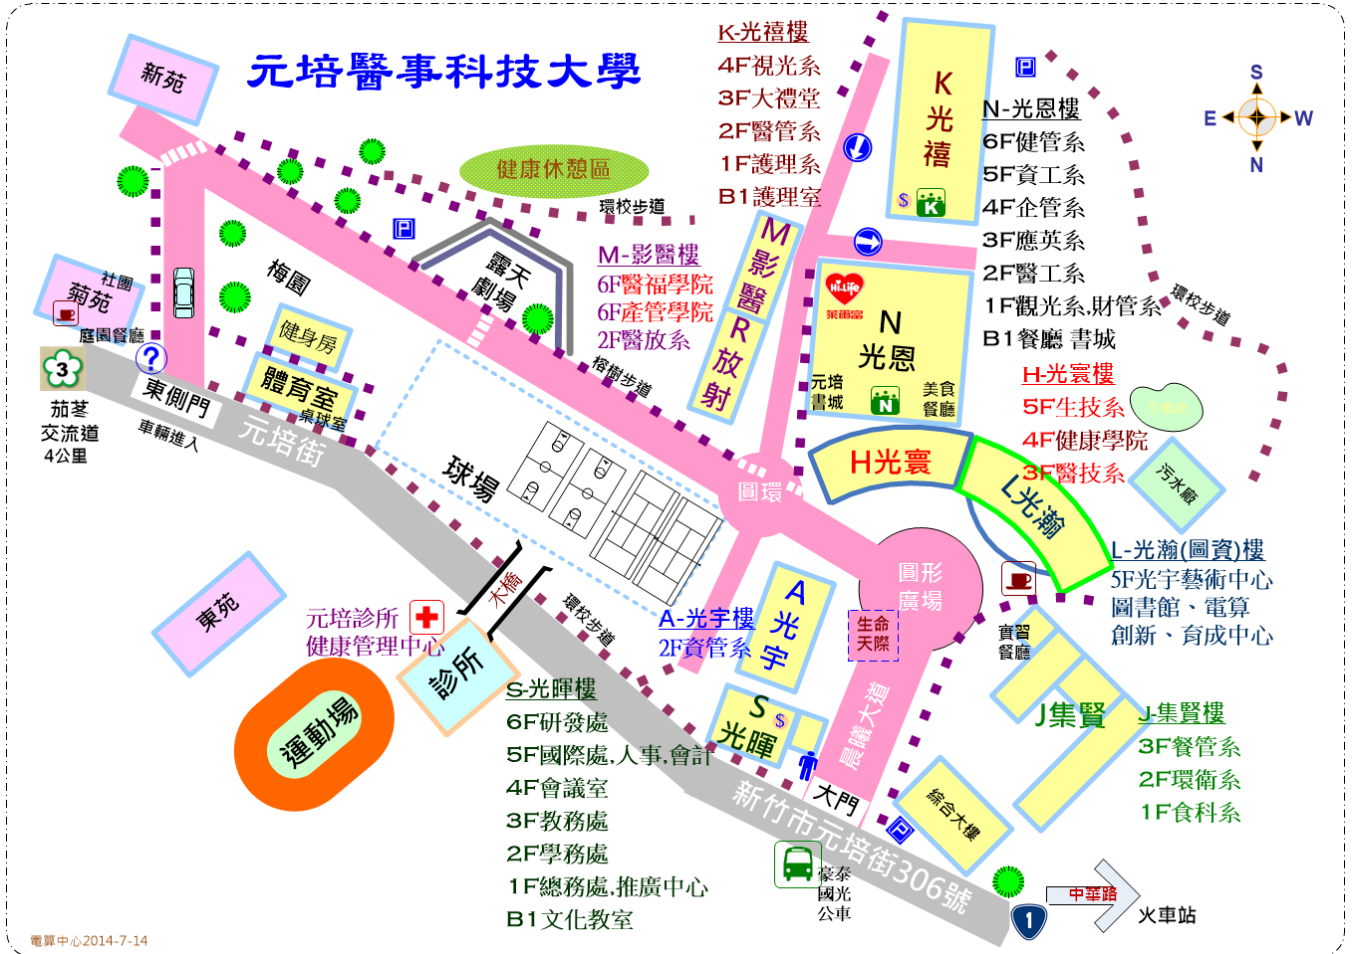 元培醫事科技大學
新苑
健康休憩區
環校步道
K-光禧樓
4F視光系
3F大禮堂
2F醫管系
1F護理系
B1護理室
K
光
禧
$
K
P
N-光恩樓
6F健管系
5F資工系
4F企管系
3F應英系
2F醫工系
1F觀光系,財管系
B1餐廳 書城
S
E
W
N
環校步道
P
露天
劇場
M-影醫樓
6F醫福學院
6F產管學院
2F醫放系
M
影
醫
R
放
射
Hi-Life
萊爾富
N
光恩
元培
書城
N
美食
餐廳
社團
菊苑
庭園餐廳
梅園
健身房
體育室
桌球室
榕樹步道
3
茄苳
交流道
4公里
?
東側門
車輛進入
元培街
球場
圓環
H光寰
L光瀚
H-光寰樓
5F生技系
4F健康學院
3F醫技系
污水廠
L-光瀚(圖資)樓
5F光宇藝術中心
圖書館、電算
創新、育成中心
圓形
廣場
生命
天際
實習
餐廳
東苑
元培診所
健康管理中心
診所
木橋
環校步道
運動場
A-光宇樓
2F資管系
A
光
宇
S
光暉
$
S-光暉樓
6F研發處
5F國際處,人事,會計
4F會議室
3F教務處
2F學務處
1F總務處,推廣中心
B1文化教室
晨曦大道
大門
J集賢
J-集賢樓
3F餐管系
2F環衛系
1F食科系
綜合大樓
P
新竹市元培街306號
豪泰
國光
公車
1
中華路
火車站
電算中心2014-7-14